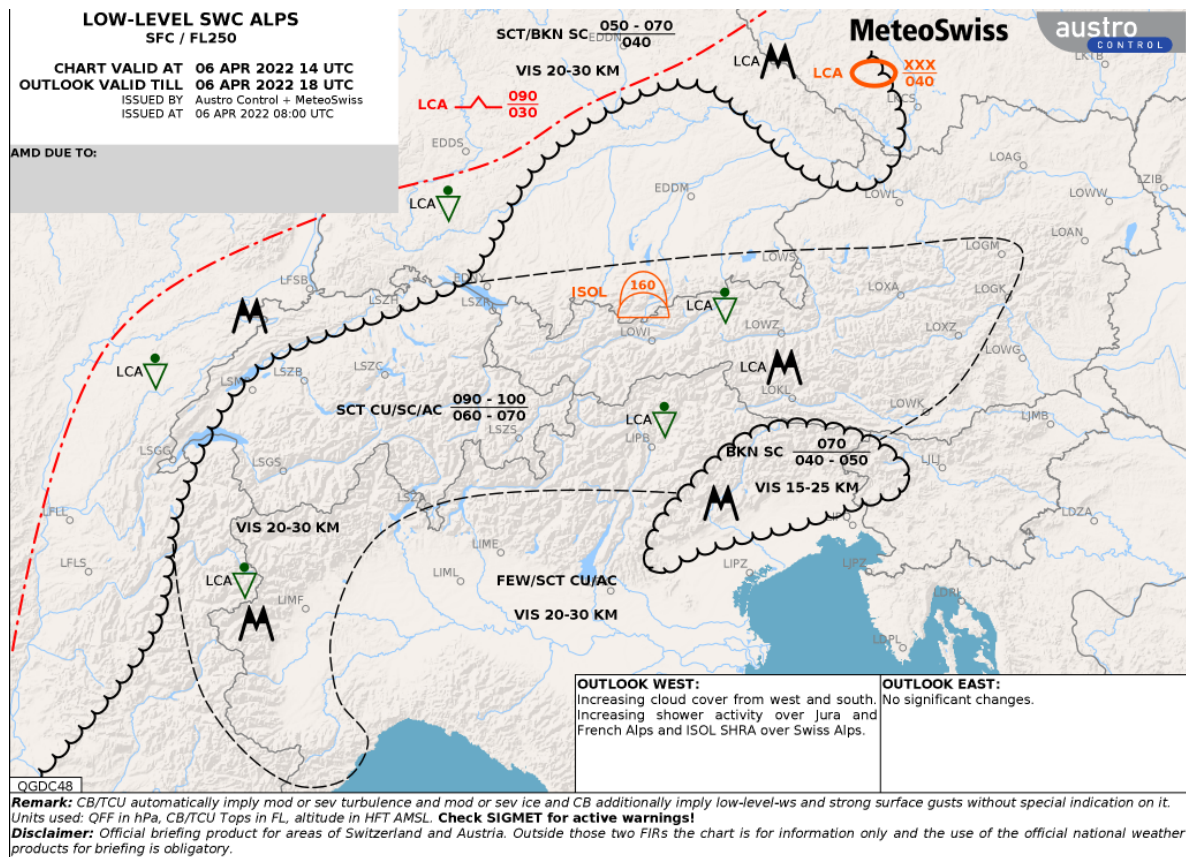 LOW-LEVEL SWC ALPS
SFC / FL250
CHART VALID AT 06 APR 2022 14 UTC
OUTLOOK VALID TILL 06 APR 2022 18 UTC
ISSUED BY Austro Control + MeteoSwiss
ISSUED AT 06 APR 2022 08:00 UTC
AMD DUE TO:
MeteoSwiss
austro
CONTROL
SCT/BKN SC 050 - 070
040
EDDN
VIS 20-30 KM
LCA
LCA XXX
040
LKTB
LKCS
LCA 090
030
EDDS
LOAG
LCA
EDDM
LOWL
LOWW
LZIB
LOAN
LOGM
LOWS
LFSB
EDNY
LSZH
LSZR
ISOL 160
LCA
LOXA
LOGK
LOWI
LOWZ
LOXZ
LOWG
LCA
LSZB
LSZC
LCA
LOKL
SCT CU/SC/AC 090 - 100
060 - 070
LOWK
LCA
LJMB
LSZS
LIPB
LSGG
LSGS
BKN SC 070
040 - 050
LJLJ
VIS 15-25 KM
LSZA
LFLL
VIS 20-30 KM
LDZA
LIME
LFLS
LCA
LIML
FEW/SCT CU/AC
LIPZ
LJPZ
LIMF
VIS 20-30 KM
LDPL
OUTLOOK WEST:
Increasing cloud cover from west and south.
Increasing shower activity over Jura and
French Alps and ISOL SHRA over Swiss Alps.
OUTLOOK EAST:
No significant changes.
QGDC48
Remark: CB/TCU automatically imply mod or sev turbulence and mod or sev ice and CB additionally imply low-level-ws and strong surface gusts without special indication on it.
Units used: QFF in hPa, CB/TCU Tops in FL, altitude in HFT AMSL. Check SIGMET for active warnings!
Disclaimer: Official briefing product for areas of Switzerland and Austria. Outside those two FIRs the chart is for information only and the use of the official national weather
products for briefing is obligatory.